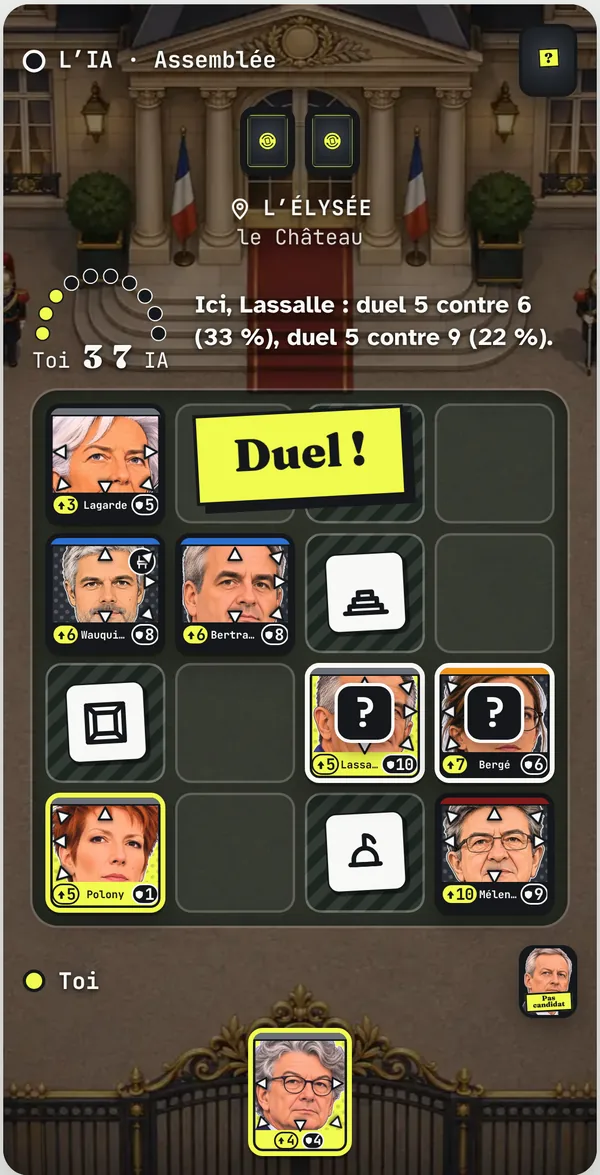 L'IA · Assemblée
?
L'ÉLYSÉE
le Château
Ici, Lassalle : duel 5 contre 6
(33 %), duel 5 contre 9 (22 %).
Toi 3 7 IA
Duel !
3 Lagarde 5
6 Wauqui… 8
6 Bertra… 8
?
?
5 Lassa… 10
7 Bergé 6
5 Polony 1
10 Mélen… 9
Toi
Pas
candidat
4 4